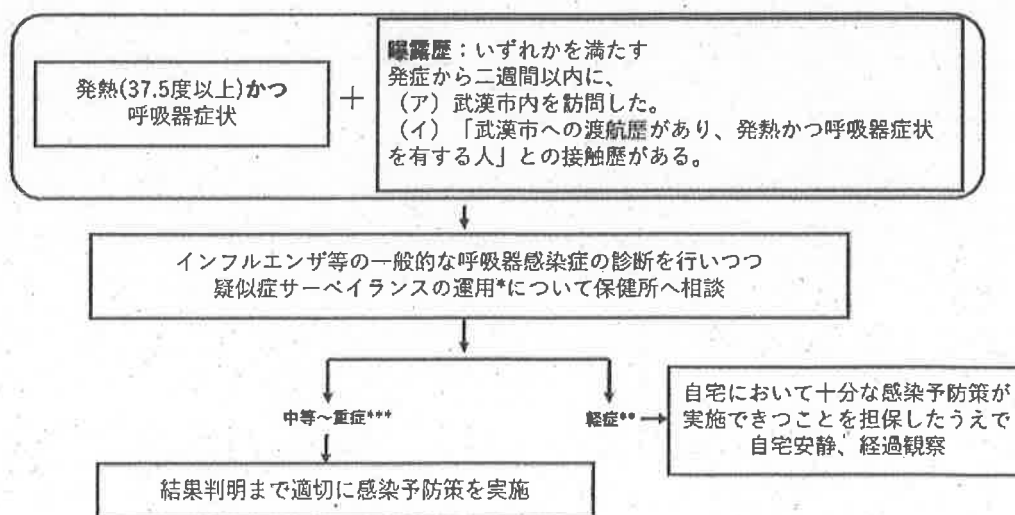 発熱(37.5度以上)かつ
呼吸器症状
+
曝露歴:いずれかを満たす
発症から二週間以内に、
(ア)武漢市内を訪問した。
(イ)「武漢市への渡航歴があり、発熱かつ呼吸器症状
を有する人」との接触歴がある。
インフルエンザ等の一般的な呼吸器感染症の診断を行いつつ
疑似症サーベイランスの運用*について保健所へ相談
中等~重症***
軽症**
自宅において十分な感染予防策が
実施できつことを担保したうえで
自宅安静、経過観察
結果判明まで適切に感染予防策を実施